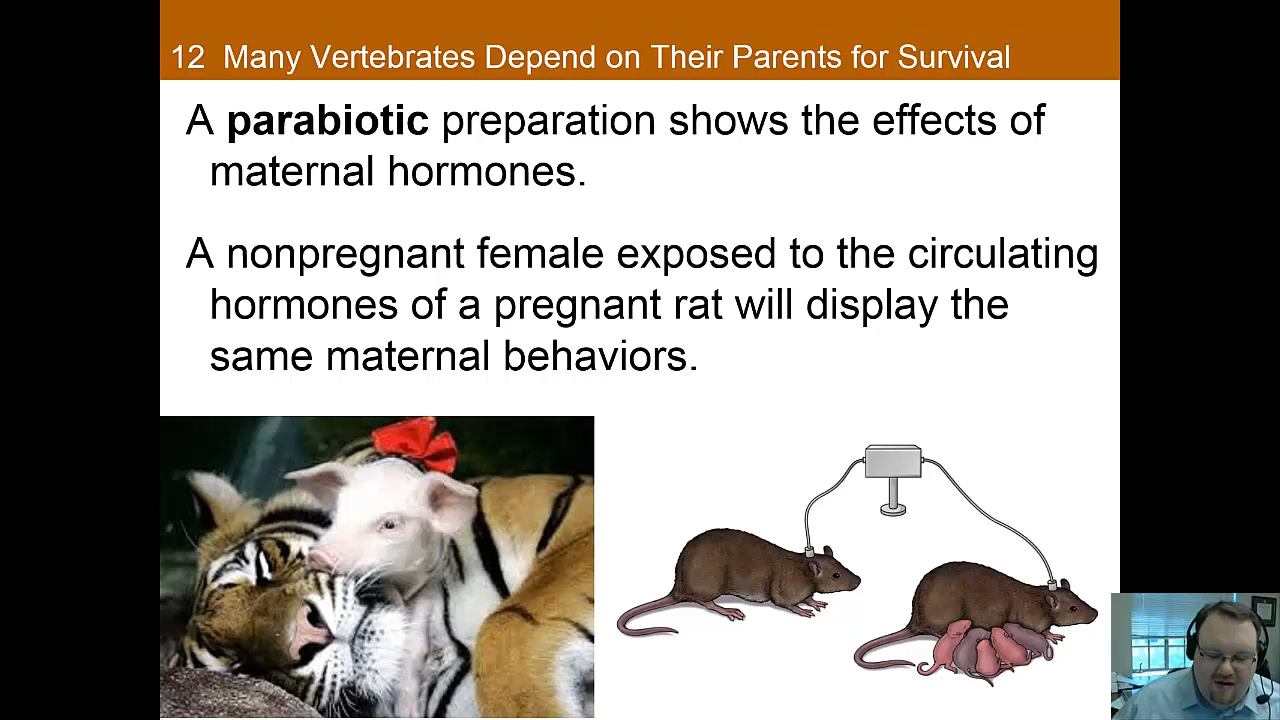 12 Many Vertebrates Depend on Their Parents for Survival
A parabiotic preparation shows the effects of
maternal hormones.
A nonpregnant female exposed to the circulating
hormones of a pregnant rat will display the
same maternal behaviors.